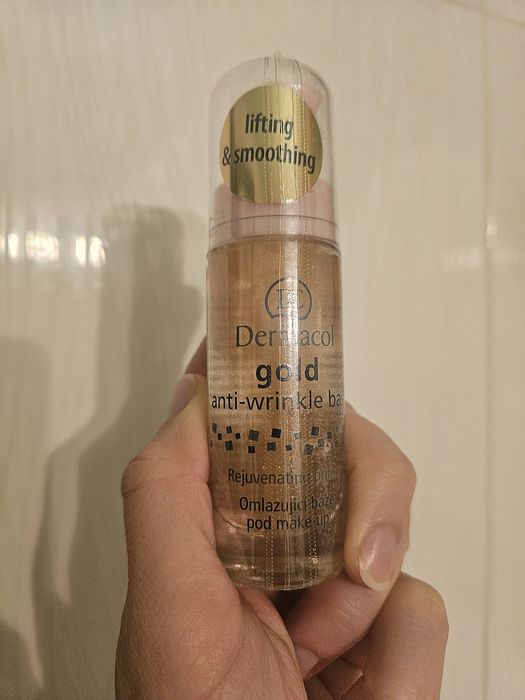 lifting
& smoothing
Dermacol
gold
anti-wrinkle
Rejuvenating
Omlazující báze
pod make-up